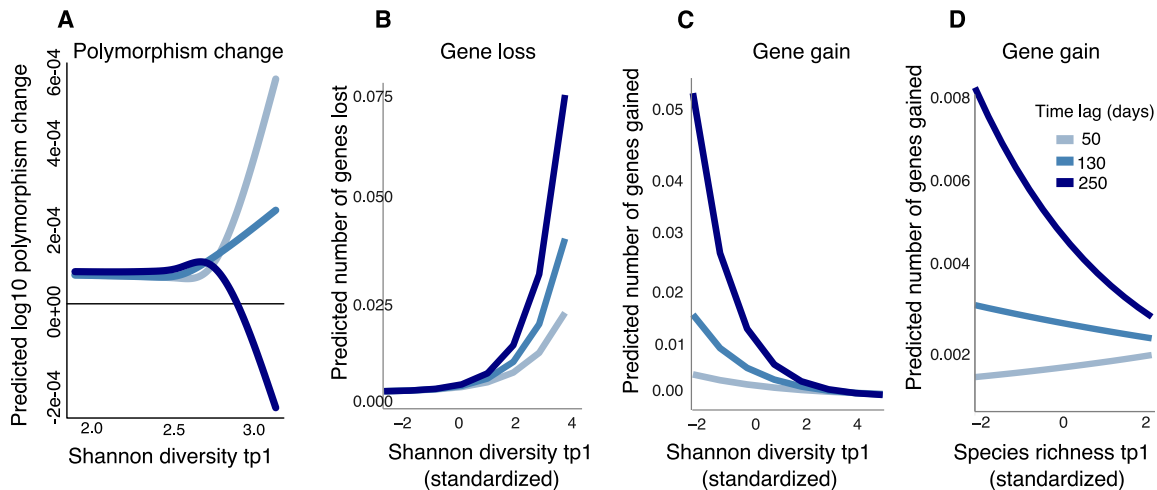 A
Polymorphism change
Predicted log10 polymorphism change
6e-04
4e-04
2e-04
0e+00
-2e-04
2.0 2.5 3.0
Shannon diversity tp1
B
Gene loss
Predicted number of genes lost
0.075
0.050
0.025
0.000
−2 0 2 4
Shannon diversity tp1
(standardized)
C
Gene gain
Predicted number of genes gained
0.05
0.04
0.03
0.02
0.01
0.00
−2 0 2 4
Shannon diversity tp1
(standardized)
D
Gene gain
Predicted number of genes gained
0.008
0.006
0.004
0.002
−2 0 2
Species richness tp1
(standardized)
Time lag (days)
50
130
250